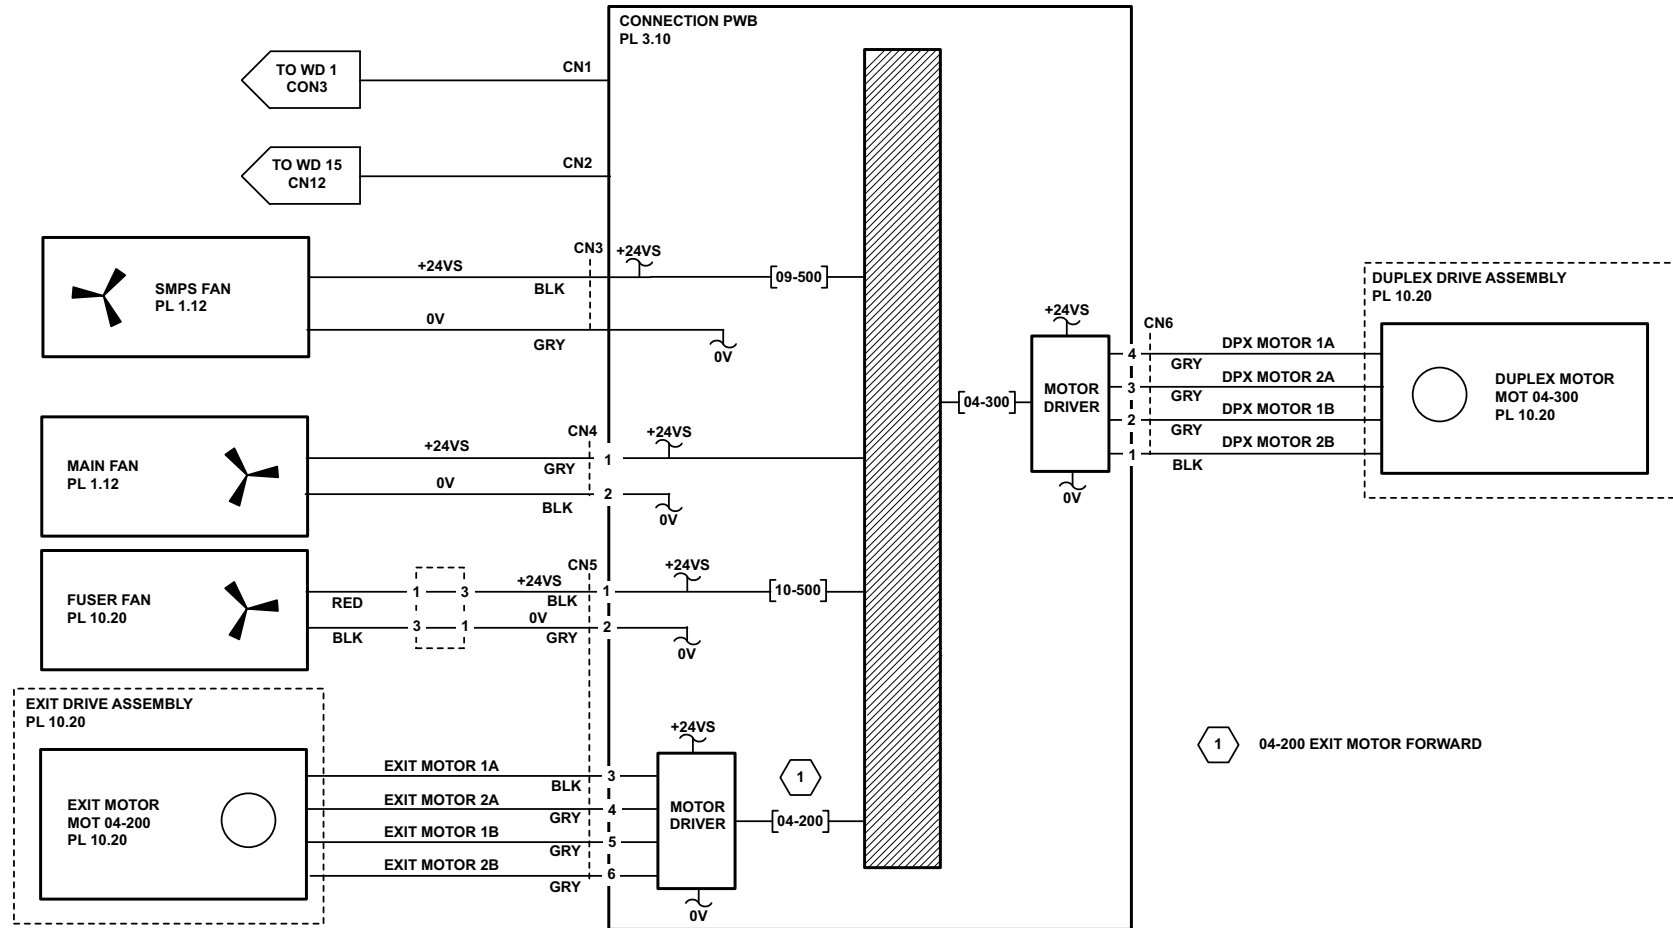 CONNECTION PWB
PL 3.10
TO WD 1
CON3
CN1
TO WD 15
CN12
CN2
SMPS FAN
PL 1.12
+24VS
BLK
0V
GRY
CN3
+24VS
[09-500]
0V
MAIN FAN
PL 1.12
+24VS
GRY
0V
BLK
CN4
1
2
+24VS
0V
FUSER FAN
PL 10.20
RED
BLK
1 3
3 1
+24VS
BLK
0V
GRY
CN5
1
2
+24VS
[10-500]
0V
EXIT DRIVE ASSEMBLY
PL 10.20
EXIT MOTOR
MOT 04-200
PL 10.20
EXIT MOTOR 1A
BLK
3
EXIT MOTOR 2A
GRY
4
EXIT MOTOR 1B
GRY
5
EXIT MOTOR 2B
GRY
6
+24VS
MOTOR
DRIVER
0V
1
[04-200]
[04-300]
+24VS
MOTOR
DRIVER
0V
CN6
4
DPX MOTOR 1A
GRY
3
DPX MOTOR 2A
GRY
2
DPX MOTOR 1B
GRY
1
DPX MOTOR 2B
BLK
DUPLEX DRIVE ASSEMBLY
PL 10.20
DUPLEX MOTOR
MOT 04-300
PL 10.20
1 04-200 EXIT MOTOR FORWARD